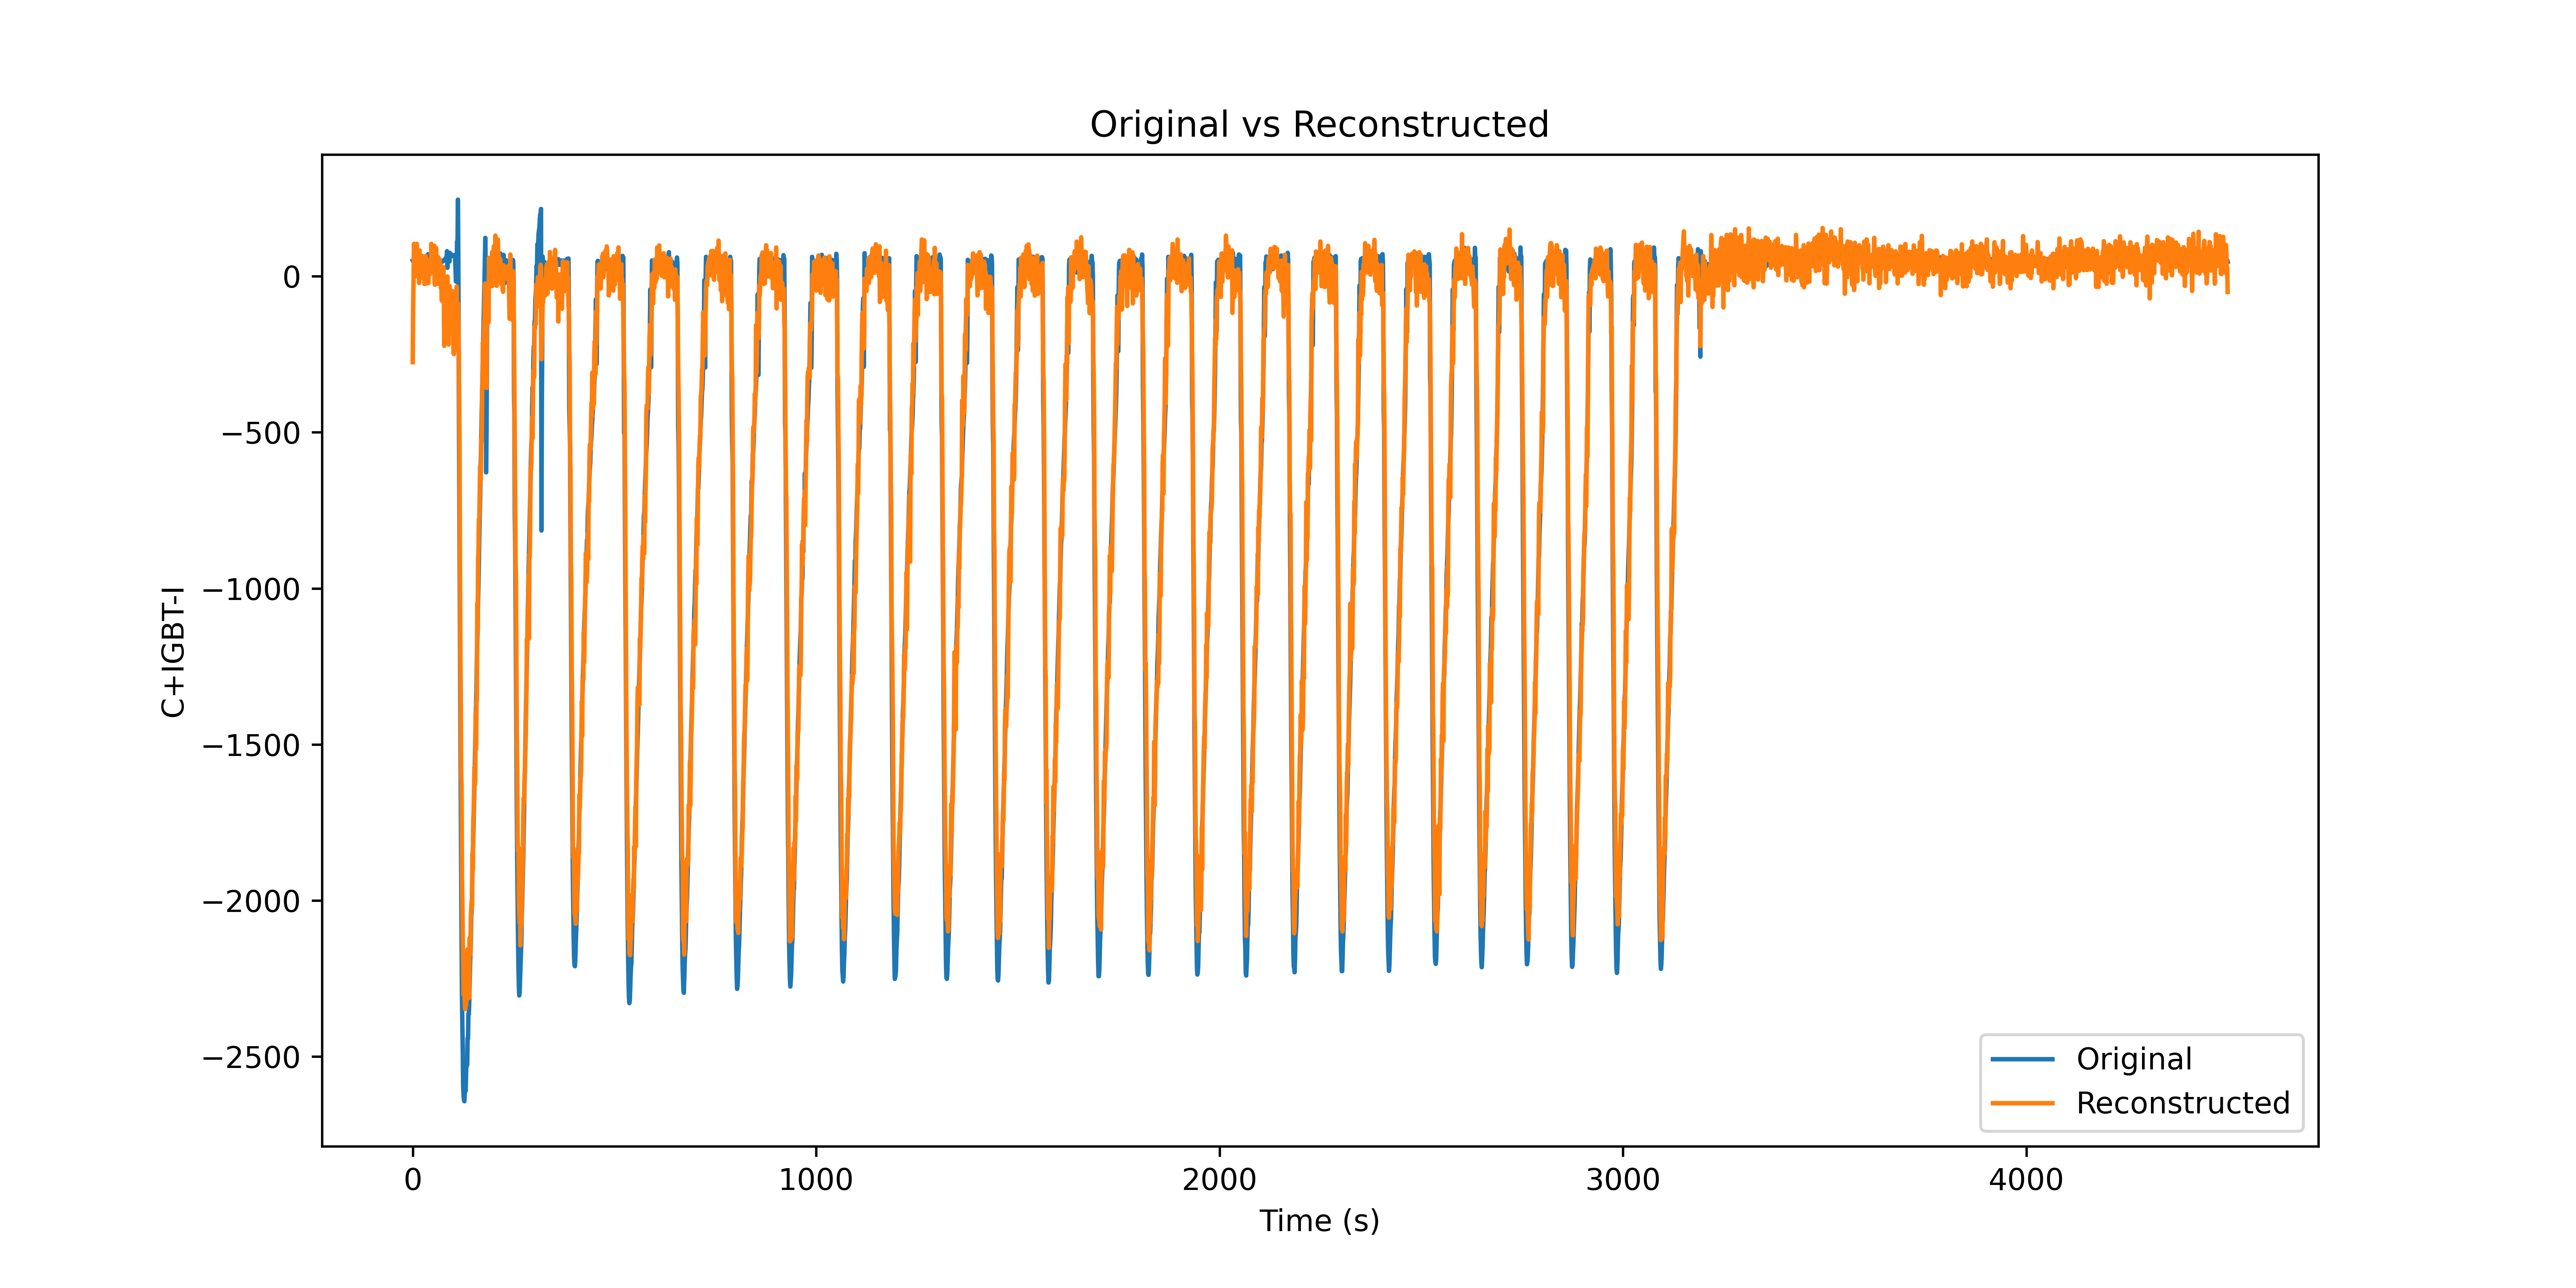 Original vs Reconstructed
0
−500
−1000
−1500
−2000
−2500
C+IGBT-I
Original
Reconstructed
0 1000 2000 3000 4000
Time (s)